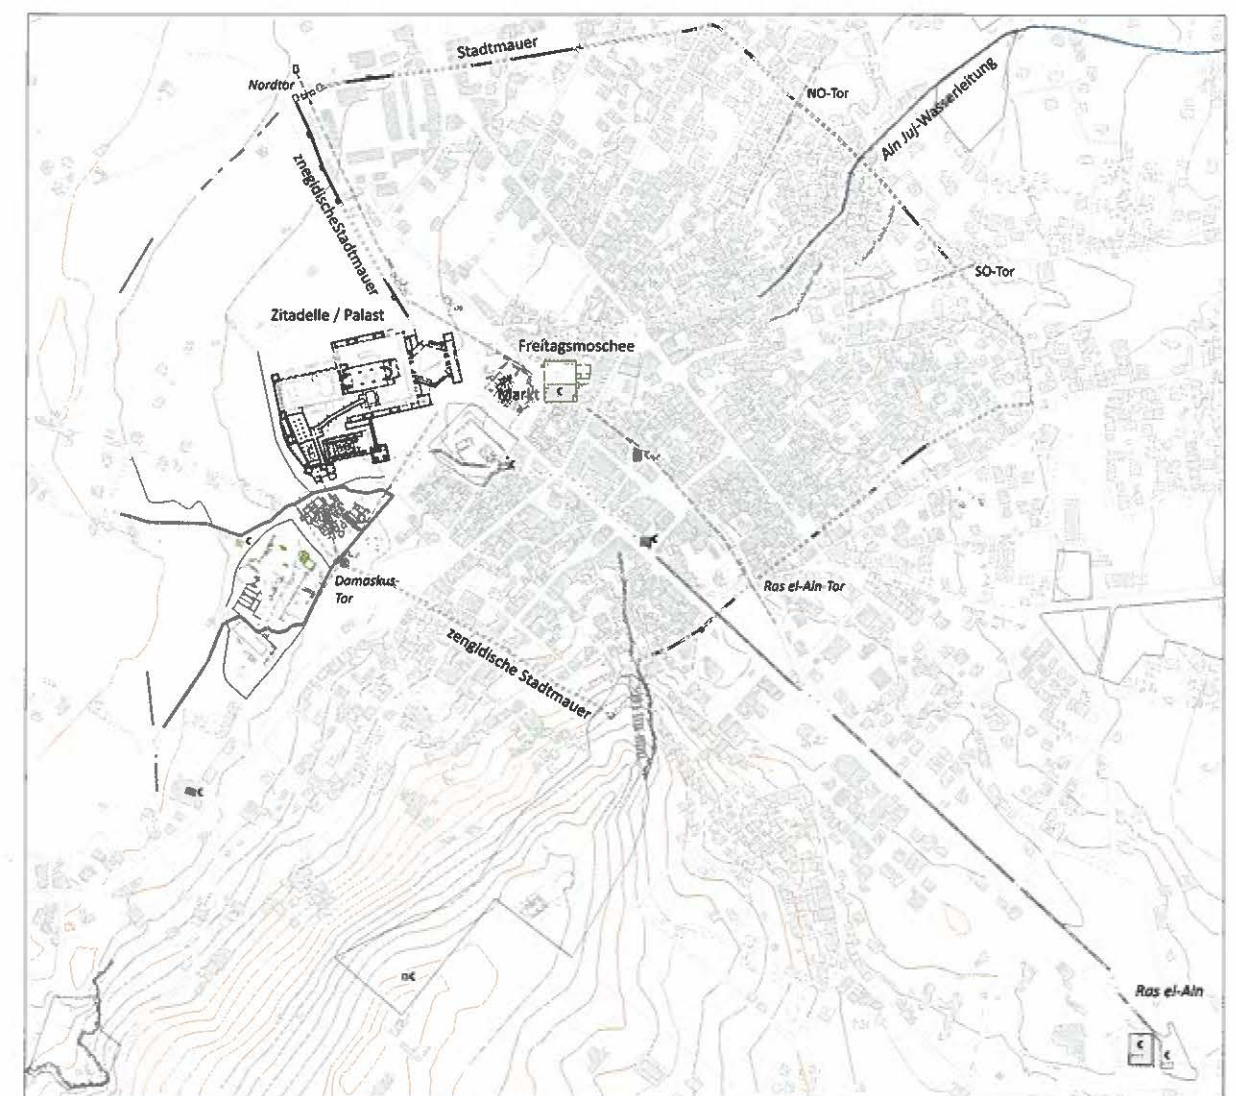 Stadtmauer
Nordtor
NO-Tor
Ain Juj-Wasserleitung
znegidischeStadtmauer
SO-Tor
Zitadelle / Palast
Freitagsmoschee
Markt
Damaskus-
Tor
Ras el-Ain-Tor
zengidische Stadtmauer
Ras el-Ain